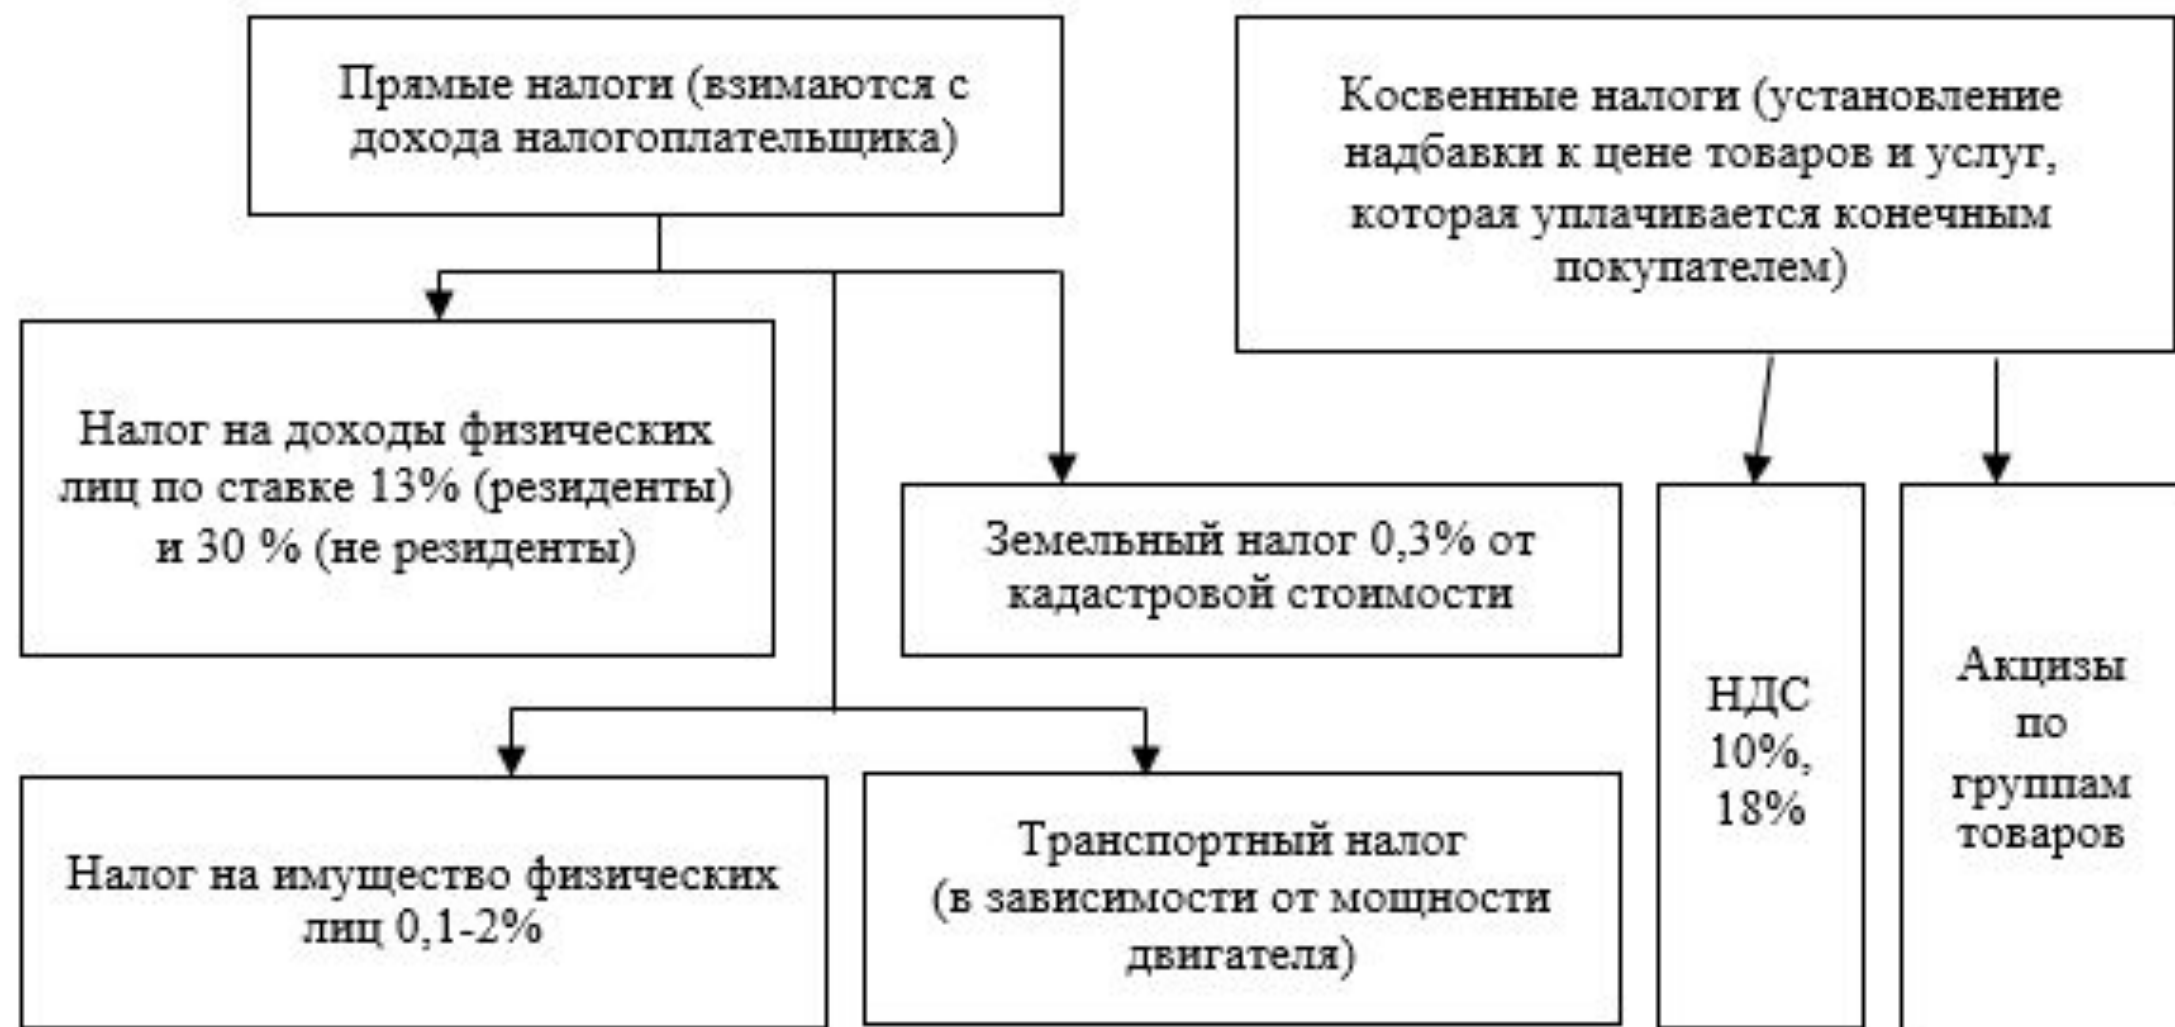 Прямые налоги (взимаются с
дохода налогоплательщика)
Косвенные налоги (установление
надбавки к цене товаров и услуг,
которая уплачивается конечным
покупателем)
Налог на доходы физических
лиц по ставке 13% (резиденты)
и 30 % (не резиденты)
Земельный налог 0,3% от
кадастровой стоимости
НДС
10%,
18%
Акцизы
по
группам
товаров
Налог на имущество физических
лиц 0,1-2%
Транспортный налог
(в зависимости от мощности
двигателя)